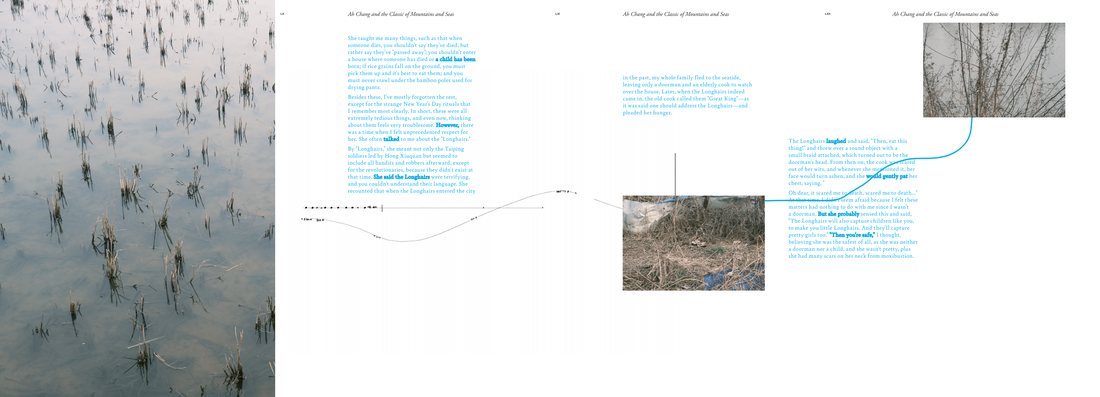 Ah Chang and the Classic of Mountains and Seas
She taught me many things, such as that when
someone dies, you shouldn't say they've died, but
rather say they've "passed away"; you shouldn't enter
a house where someone has died or a child has been
born; if rice grains fall on the ground, you must
pick them up and it's best to eat them; and you
must never crawl under the bamboo poles used for
drying pants.
Besides these, I've mostly forgotten the rest,
except for the strange New Year's Day rituals that
I remember most clearly. In short, these were all
extremely tedious things, and even now, thinking
about them feels very troublesome. However, there
was a time when I felt unprecedented respect for
her. She often talked to me about the "Longhairs."
By "Longhairs," she meant not only the Taiping
soldiers led by Hong Xiuquan but seemed to
include all bandits and robbers afterward, except
for the revolutionaries, because they didn't exist at
that time. She said the Longhairs were terrifying,
and you couldn't understand their language. She
recounted that when the Longhairs entered the city
Ah Chang and the Classic of Mountains and Seas
in the past, my whole family fled to the seaside,
leaving only a doorman and an elderly cook to watch
over the house. Later, when the Longhairs indeed
came in, the old cook called them "Great King"—as
it was said one should address the Longhairs—and
pleaded her hunger.
Ah Chang and the Classic of Mountains and Seas
The Longhairs laughed and said, "Then, eat this
thing!" and threw over a round object with a
small braid attached, which turned out to be the
doorman's head. From then on, the cook was scared
out of her wits, and whenever she mentioned it, her
face would turn ashen, and she would gently pat her
chest, saying, "
Oh dear, it scared me to death, scared me to death..."
At that time, I didn't seem afraid because I felt these
matters had nothing to do with me since I wasn't
a doorman. But she probably sensed this and said,
"The Longhairs will also capture children like you,
to make you little Longhairs. And they'll capture
pretty girls too." "Then you're safe," I thought,
believing she was the safest of all, as she was neither
a doorman nor a child, and she wasn't pretty, plus
she had many scars on her neck from moxibustion.